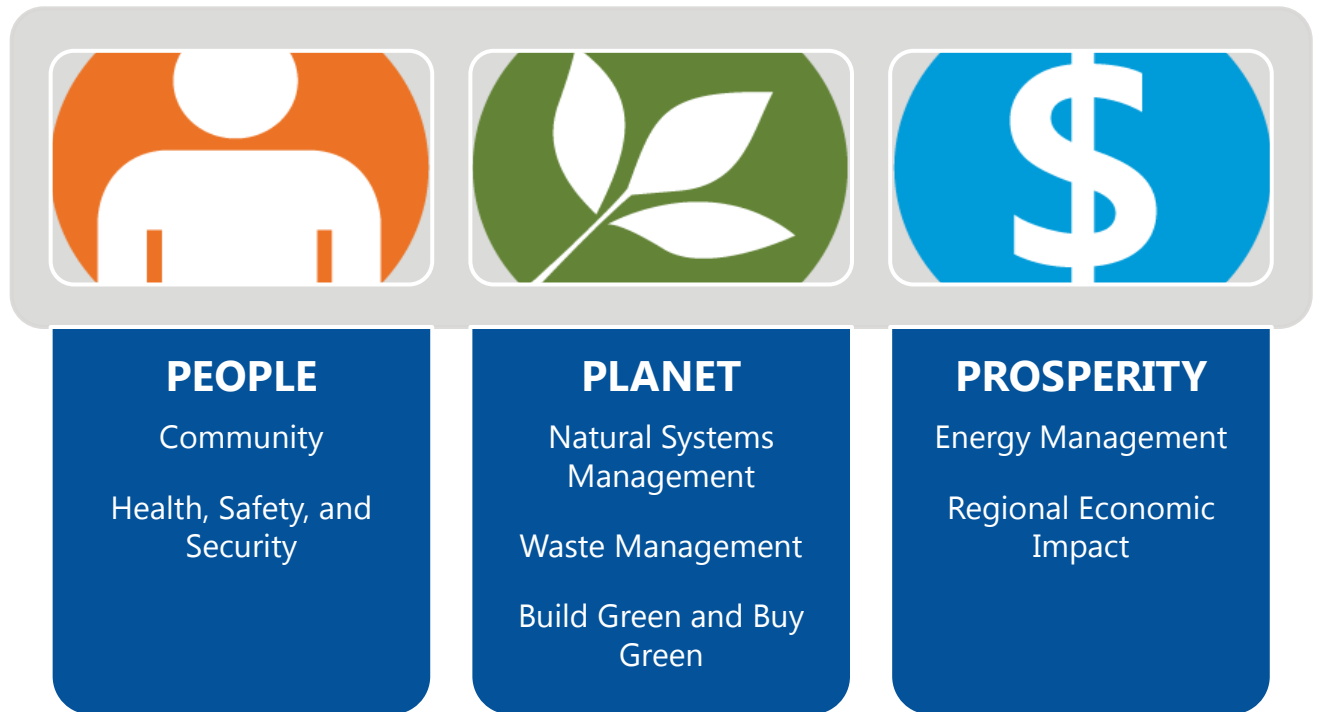 PEOPLE
Community
Health, Safety, and
Security
PLANET
Natural Systems
Management
Waste Management
Build Green and Buy
Green
PROSPERITY
Energy Management
Regional Economic
Impact